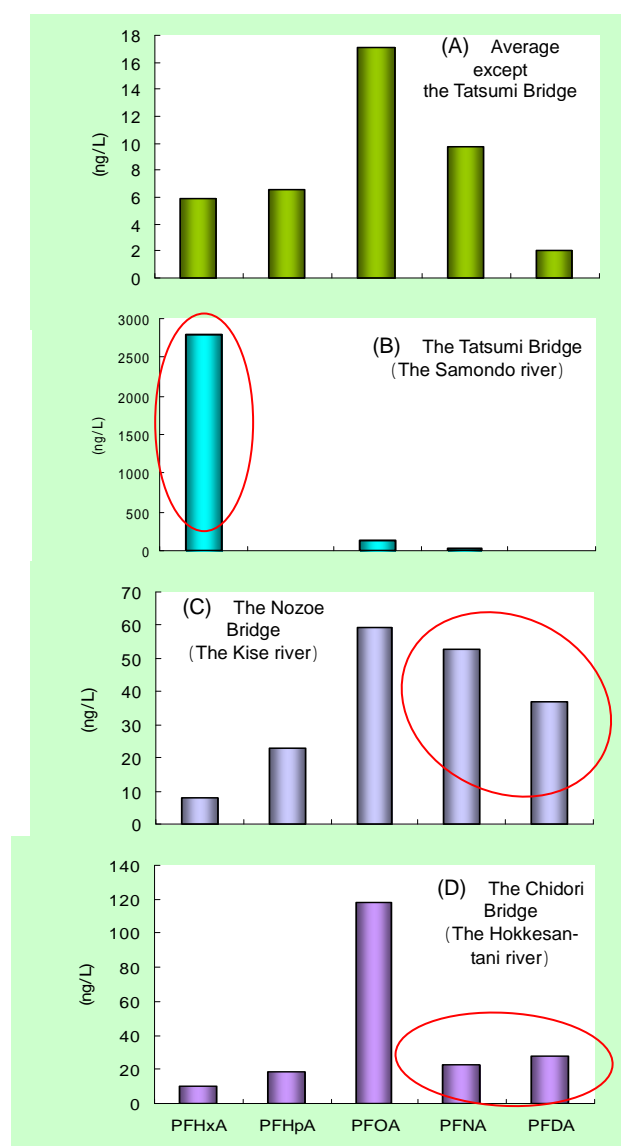 18
16
14
12
10
8
6
4
2
0
(ng/L)
(A) Average
except
the Tatsumi Bridge
3000
2500
2000
1500
1000
500
0
(ng/L)
(B) The Tatsumi Bridge
(The Samondo river)
70
60
50
40
30
20
10
0
(ng/L)
(C) The Nozoe
Bridge
(The Kise river)
140
120
100
80
60
40
20
0
(ng/L)
(D) The Chidori
Bridge
(The Hokkesan-
tani river)
PFHxA PFHpA PFOA PFNA PFDA